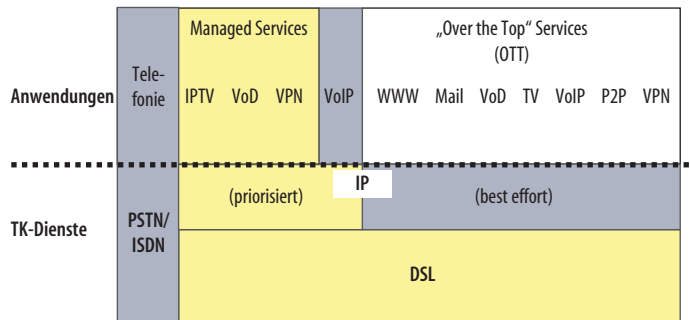 Managed Services
„Over the Top“ Services
(OTT)
Anwendungen
Tele-
fonie
IPTV VoD VPN VoIP WWW Mail VoD TV VoIP P2P VPN
IP
(priorisiert) (best effort)
TK-Dienste
PSTN/
ISDN
DSL